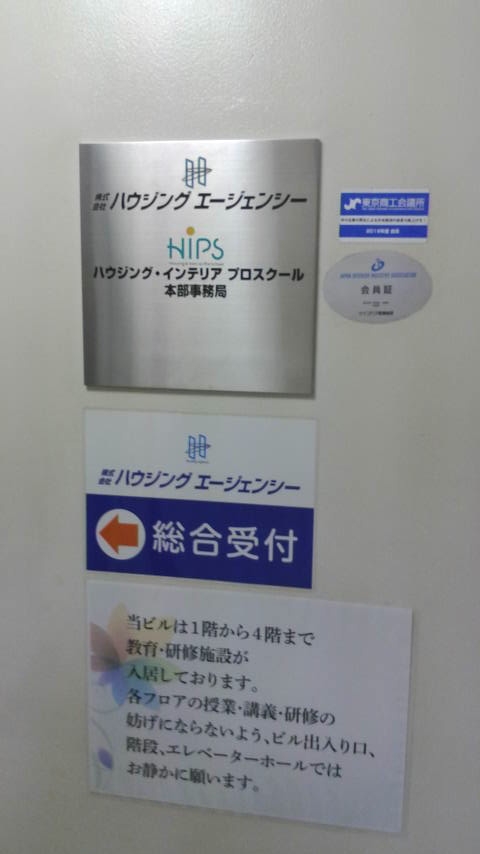 株式会社 ハウジング エージェンシー
HIPS
ハウジング・インテリア プロスクール
本部事務局
東京商工会議所
会員証
株式会社 ハウジング エージェンシー
総合受付
当ビルは1階から4階まで
教育・研修施設が
入居しております。
各フロアの授業・講義・研修の
妨げにならないよう、ビル出入り口、
階段、エレベーターホールでは
お静かに願います。